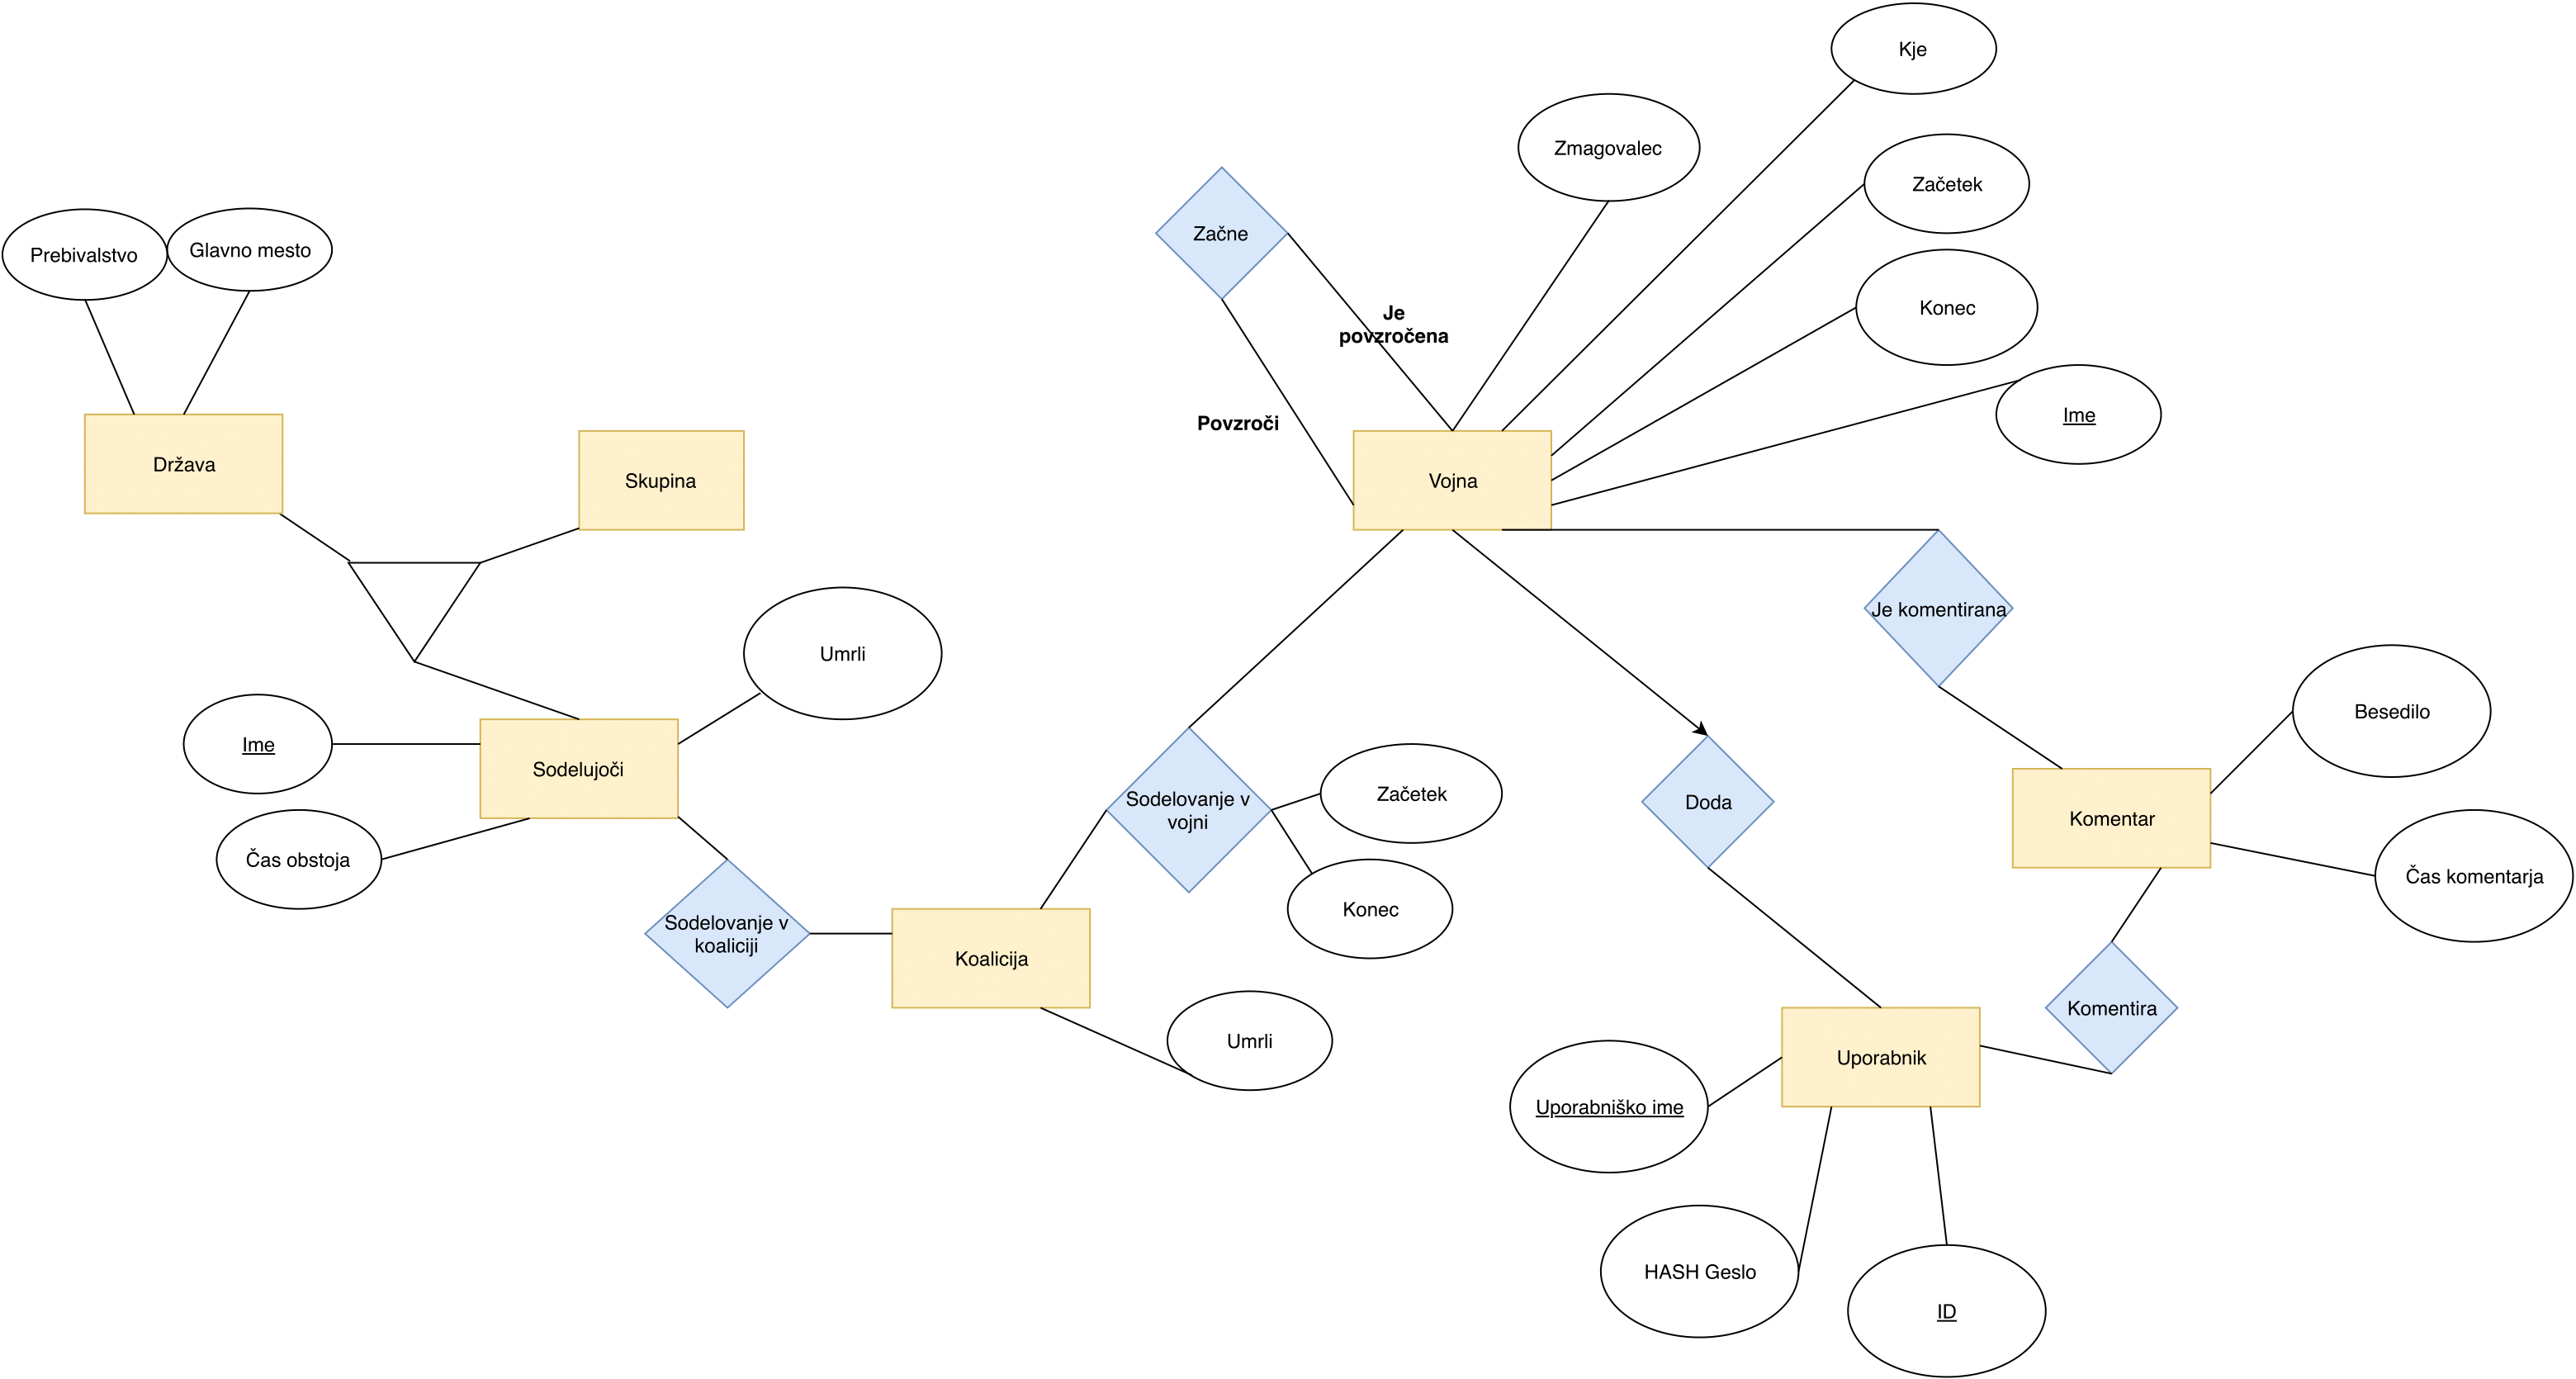 Kje
Zmagovalec
Začetek
Začne
Prebivalstvo
Glavno mesto
Konec
Je
povzročena
Ime
Povzroči
Država
Skupina
Vojna
Je komentirana
Umrli
Besedilo
Ime
Sodelujoči
Začetek
Sodelovanje v
vojni
Doda
Komentar
Čas obstoja
Čas komentarja
Konec
Sodelovanje v
koaliciji
Koalicija
Komentira
Umrli
Uporabnik
Uporabniško ime
HASH Geslo
ID